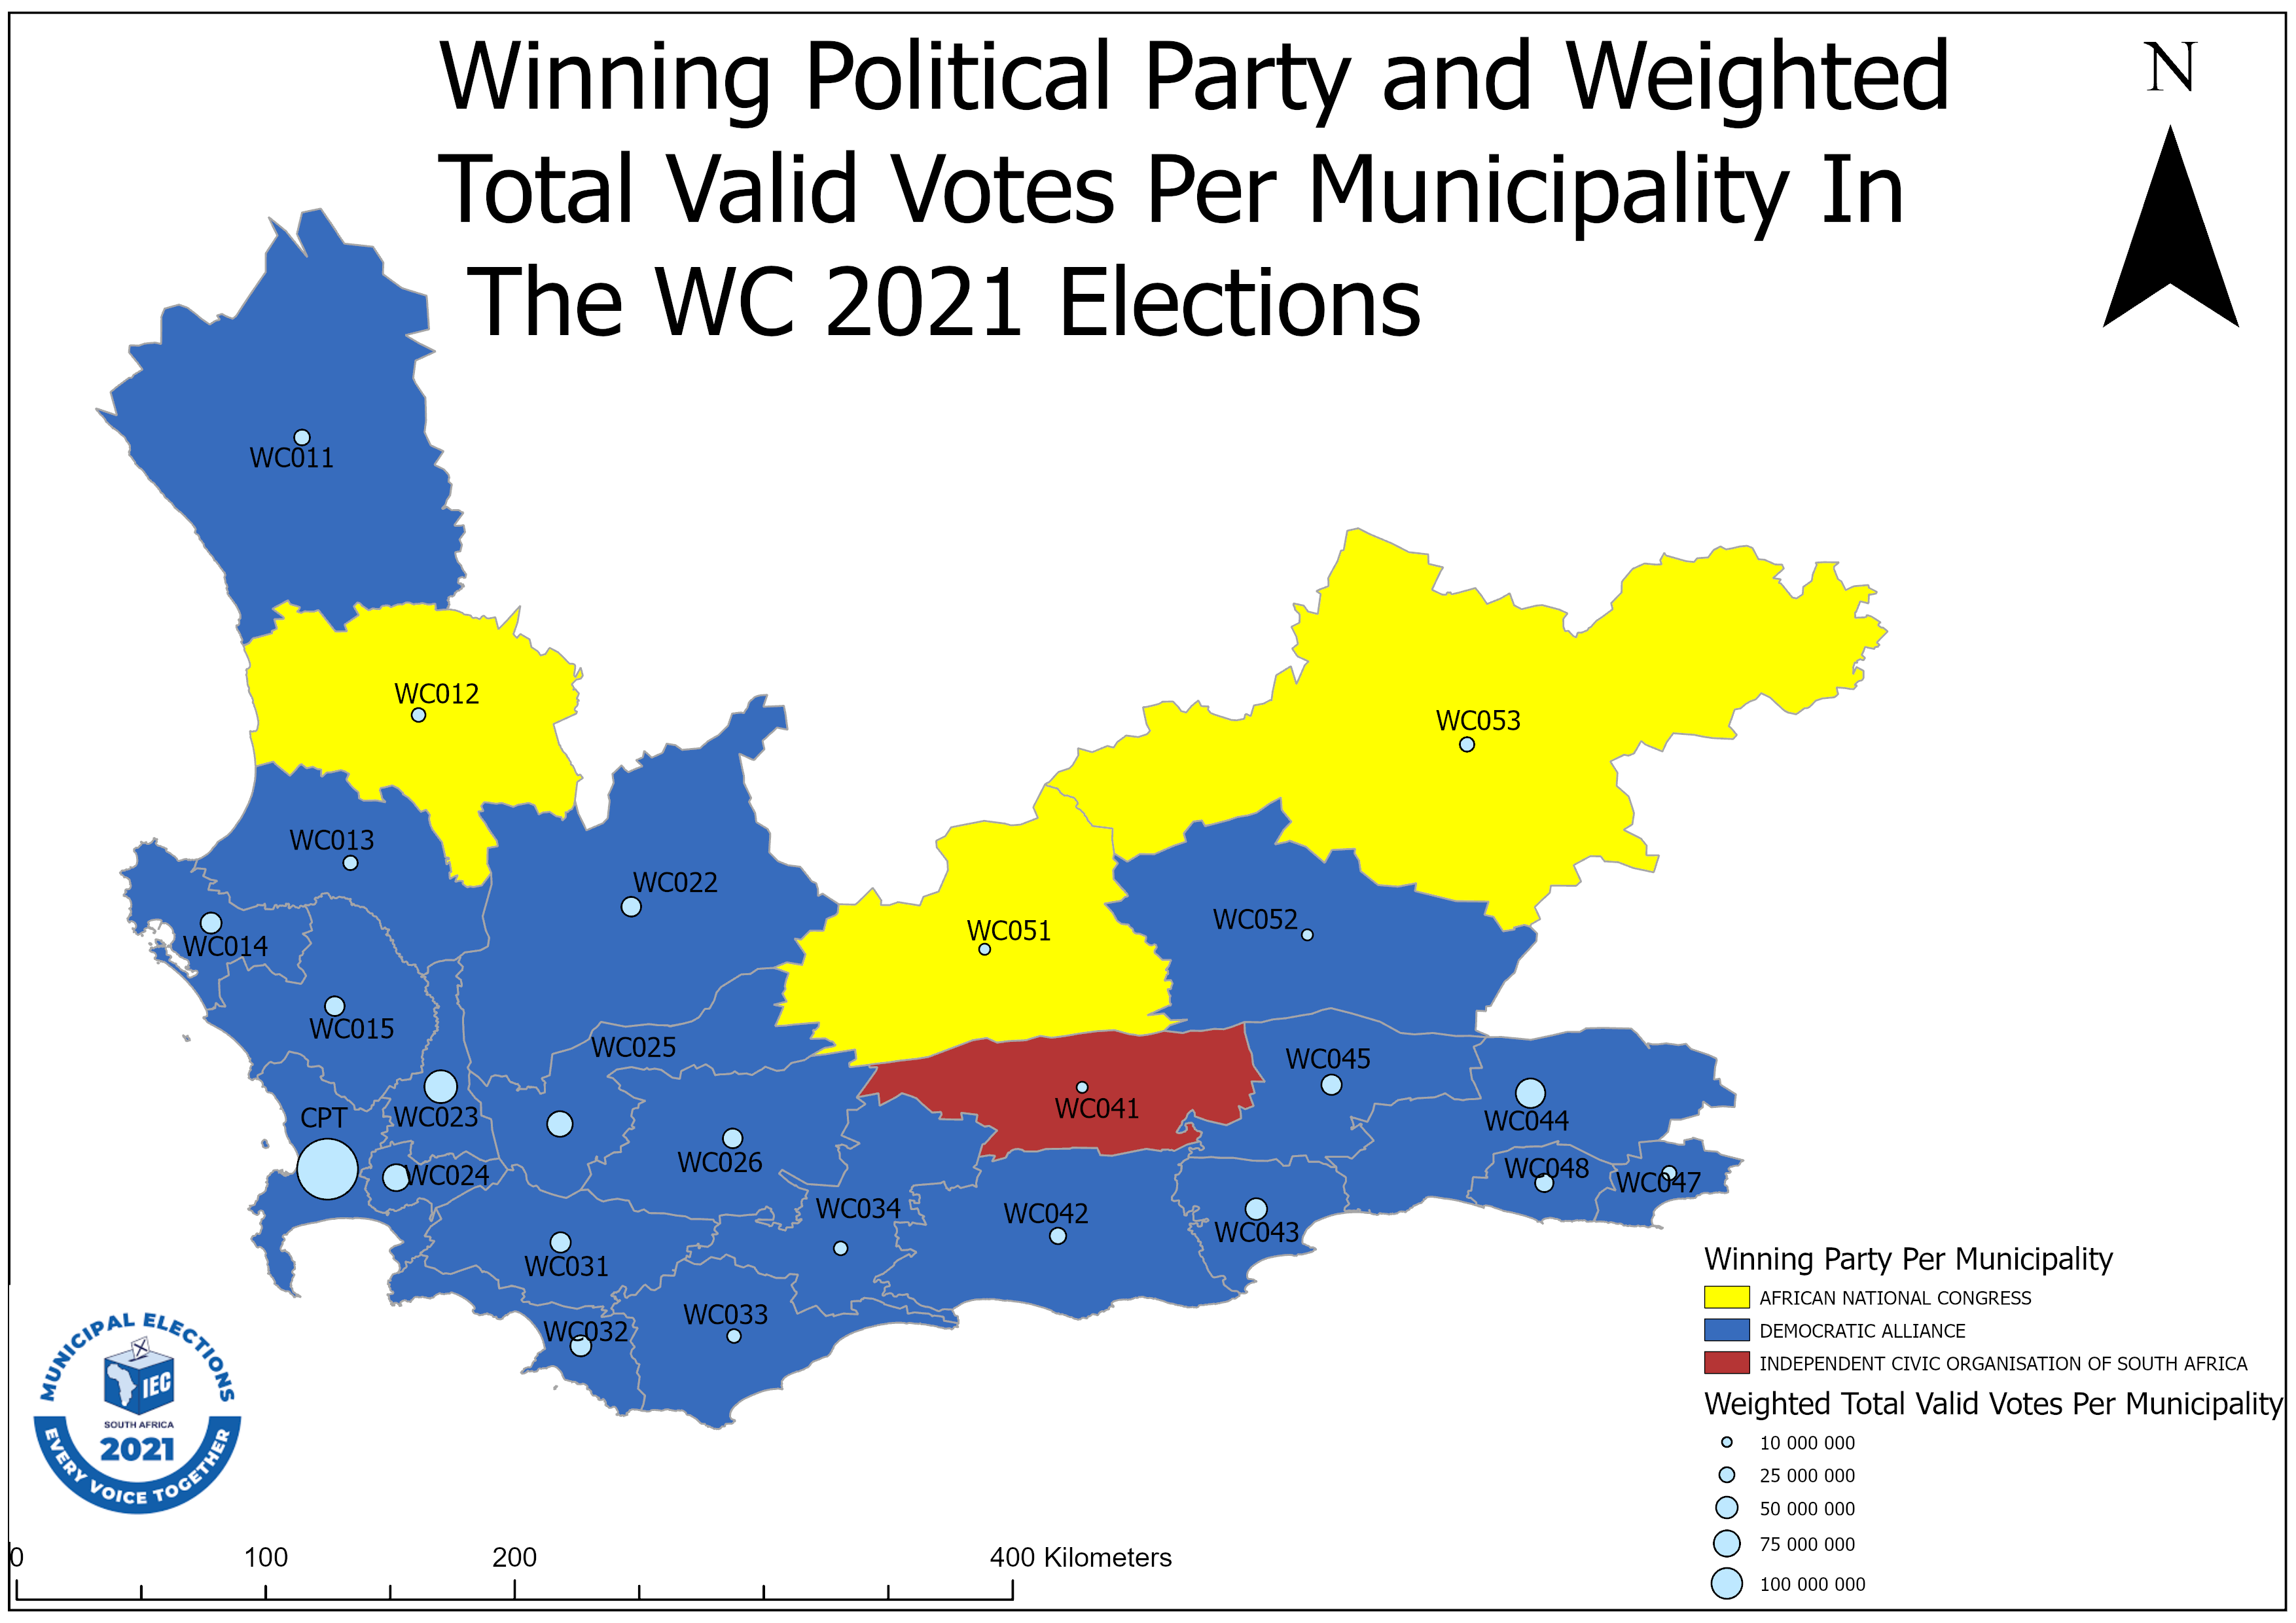 Winning Political Party and Weighted
Total Valid Votes Per Municipality In
The WC 2021 Elections
N
WC011
WC012
WC053
WC013
WC022
WC051
WC052
WC014
WC015
WC025
WC045
CPT
WC023
WC041
WC044
WC024
WC026
WC048
WC047
WC034
WC042
WC043
WC031
WC033
WC032
Winning Party Per Municipality
AFRICAN NATIONAL CONGRESS
DEMOCRATIC ALLIANCE
INDEPENDENT CIVIC ORGANISATION OF SOUTH AFRICA
Weighted Total Valid Votes Per Municipality
10 000 000
25 000 000
50 000 000
75 000 000
100 000 000
MUNICIPAL ELECTIONS
IEC
SOUTH AFRICA
2021
EVERY VOICE TOGETHER
0 100 200 400 Kilometers